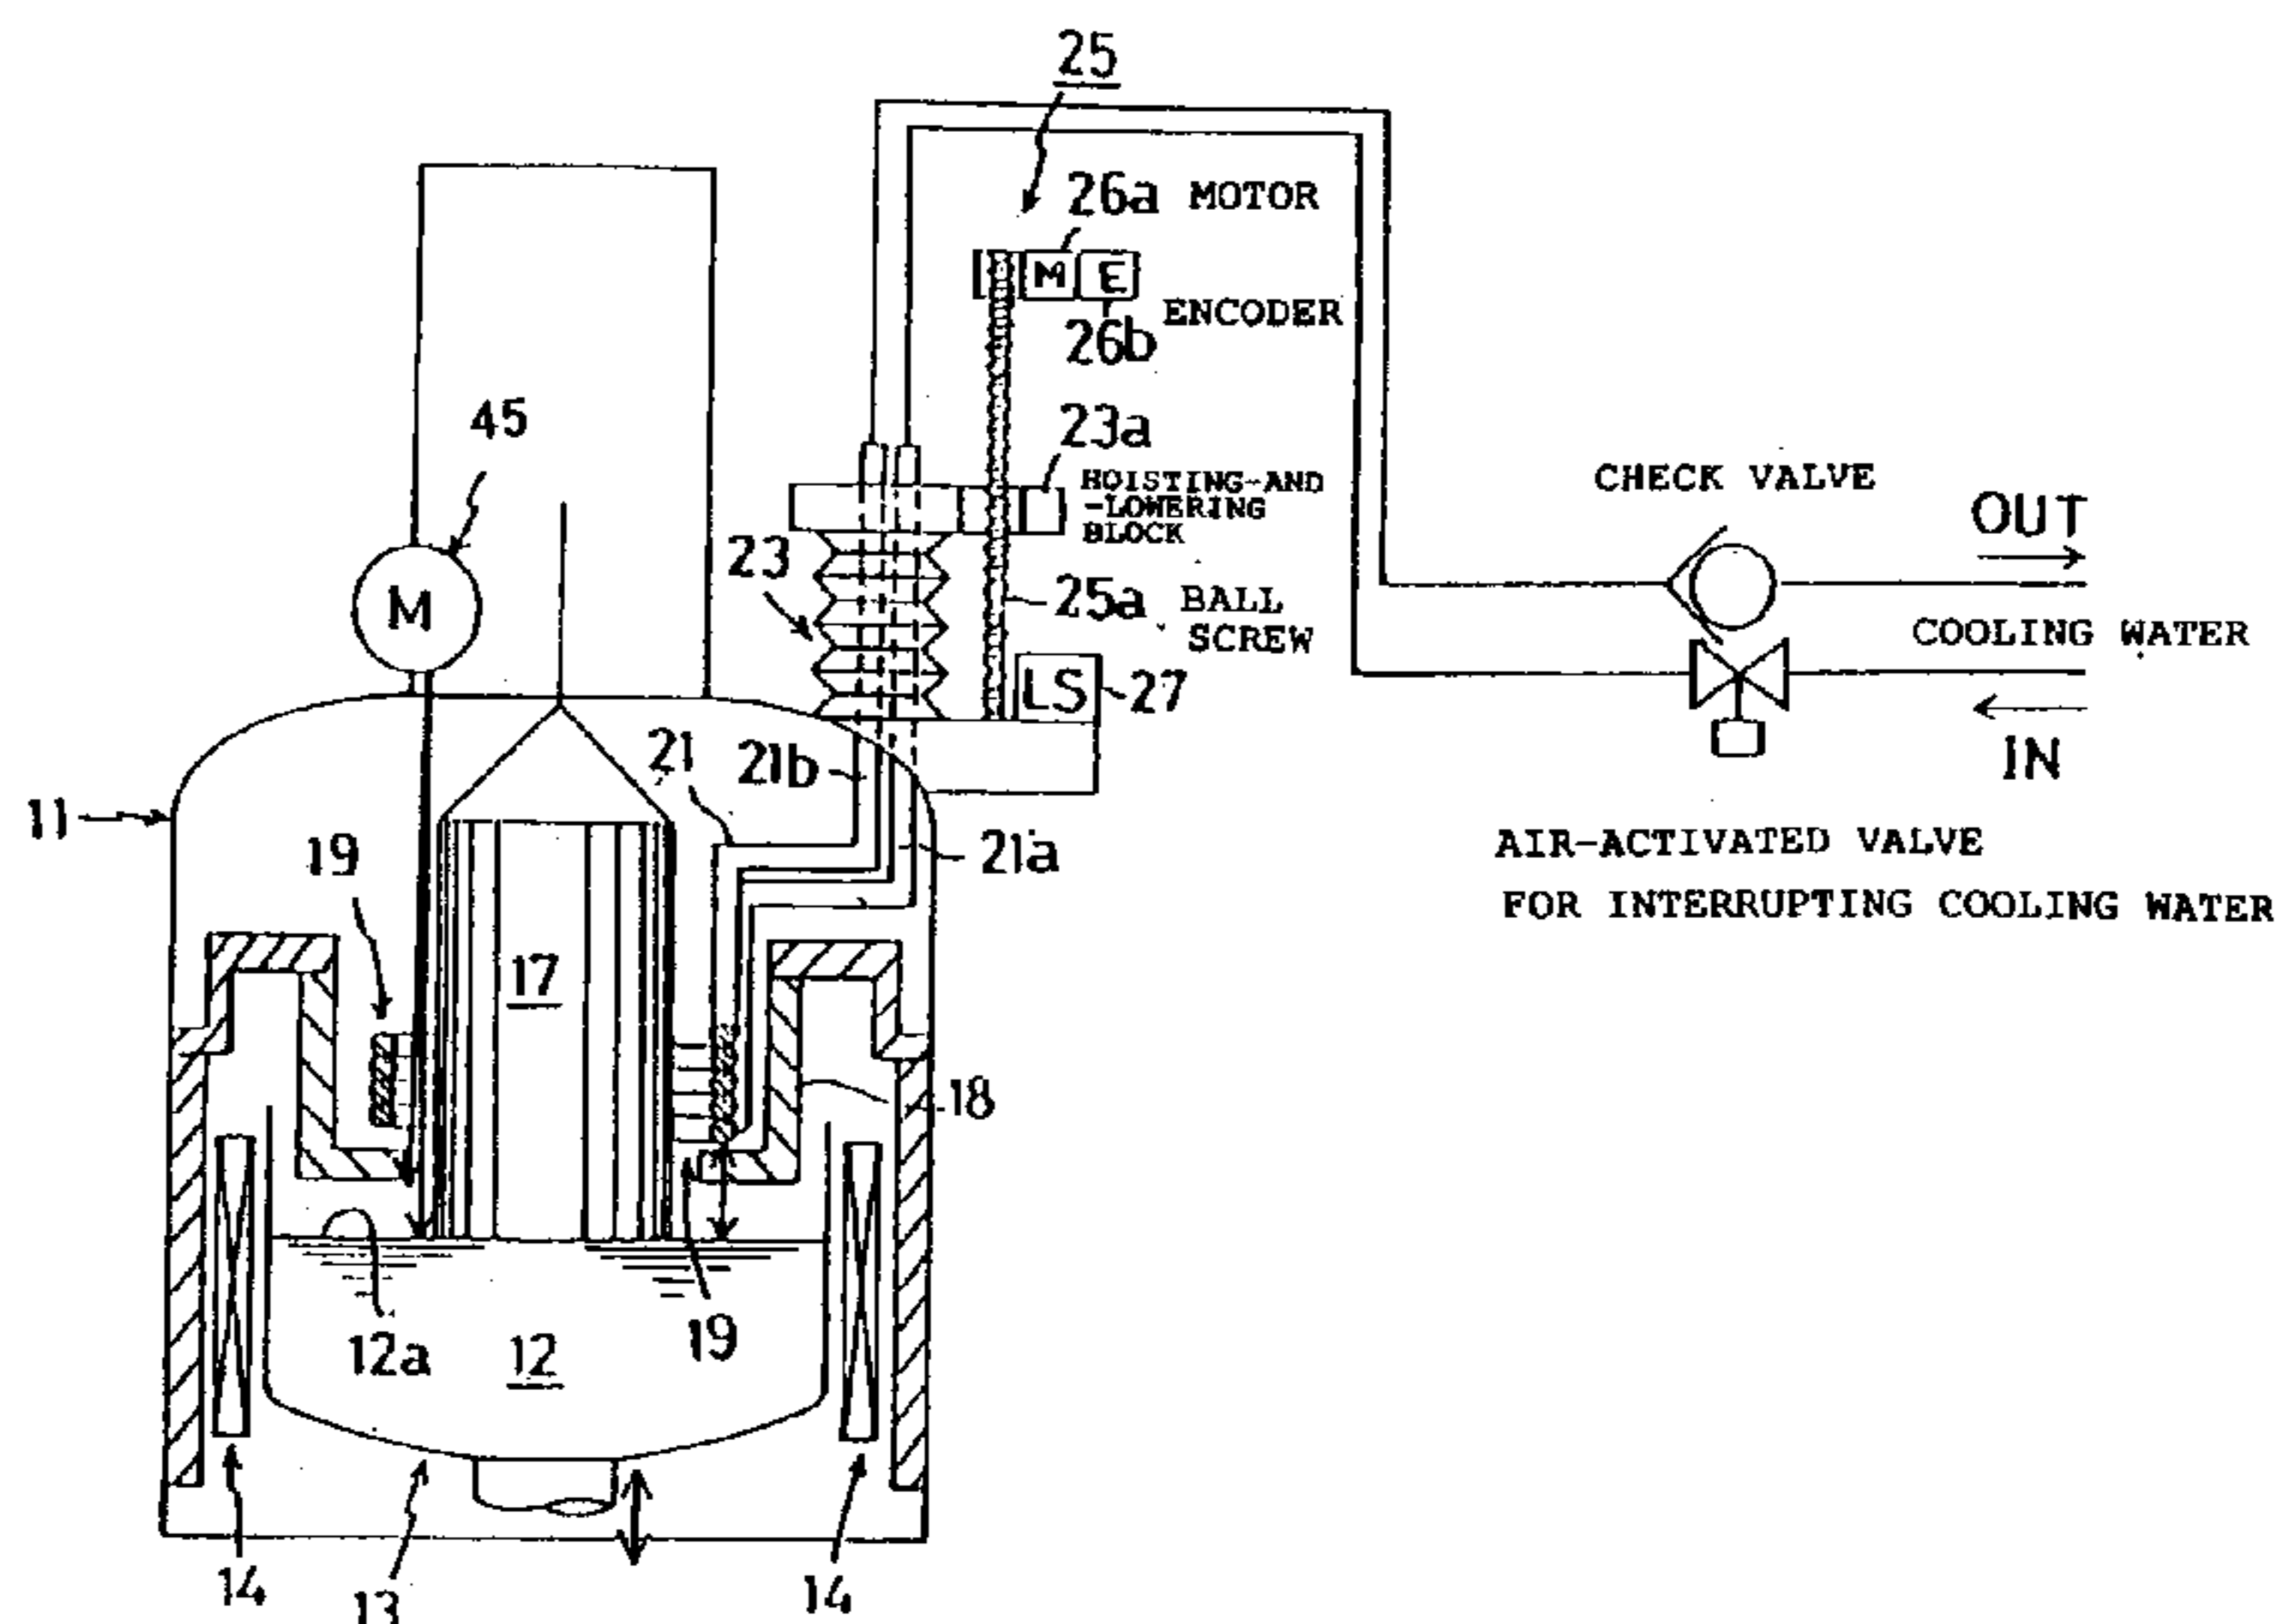 25
26a MOTOR
M E
ENCODER
26b
45
23a
HOISTING-AND
-LOWERING
BLOCK
CHECK VALVE
OUT
23
M
25a BALL
SCREW
COOLING WATER
LS
27
21
21b
IN
11
19
21a
AIR-ACTIVATED VALVE
FOR INTERRUPTING COOLING WATER
17
18
19
12a
12
14
13
14